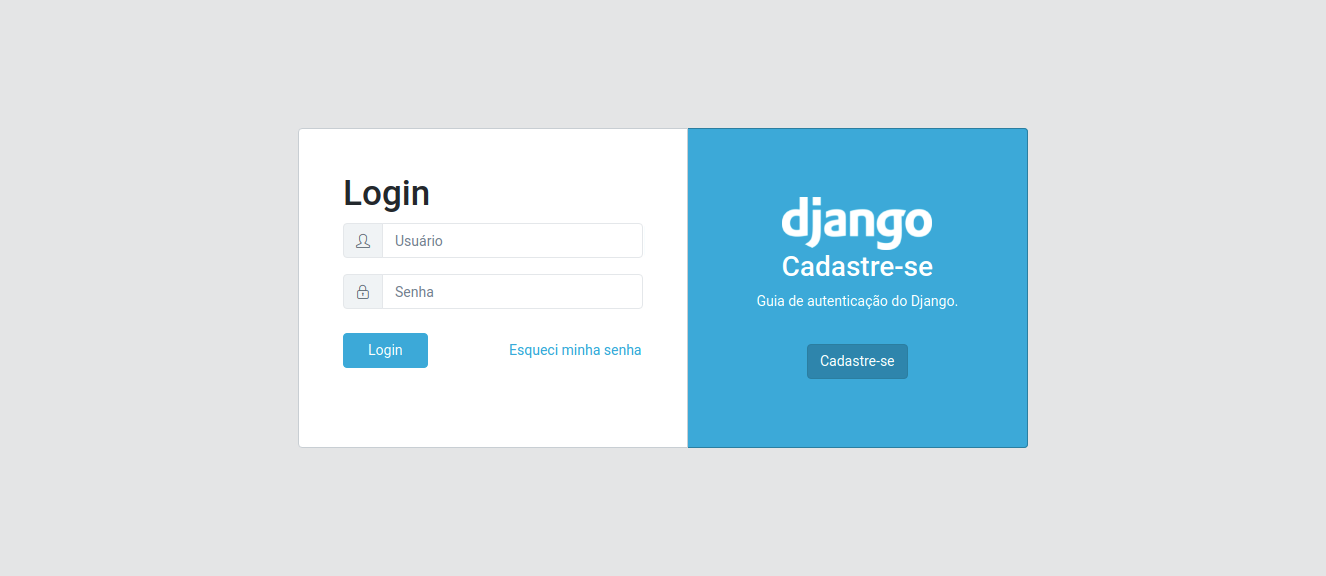 Login
Usuário
Senha
Login
Esqueci minha senha
django
Cadastre-se
Guia de autenticação do Django.
Cadastre-se